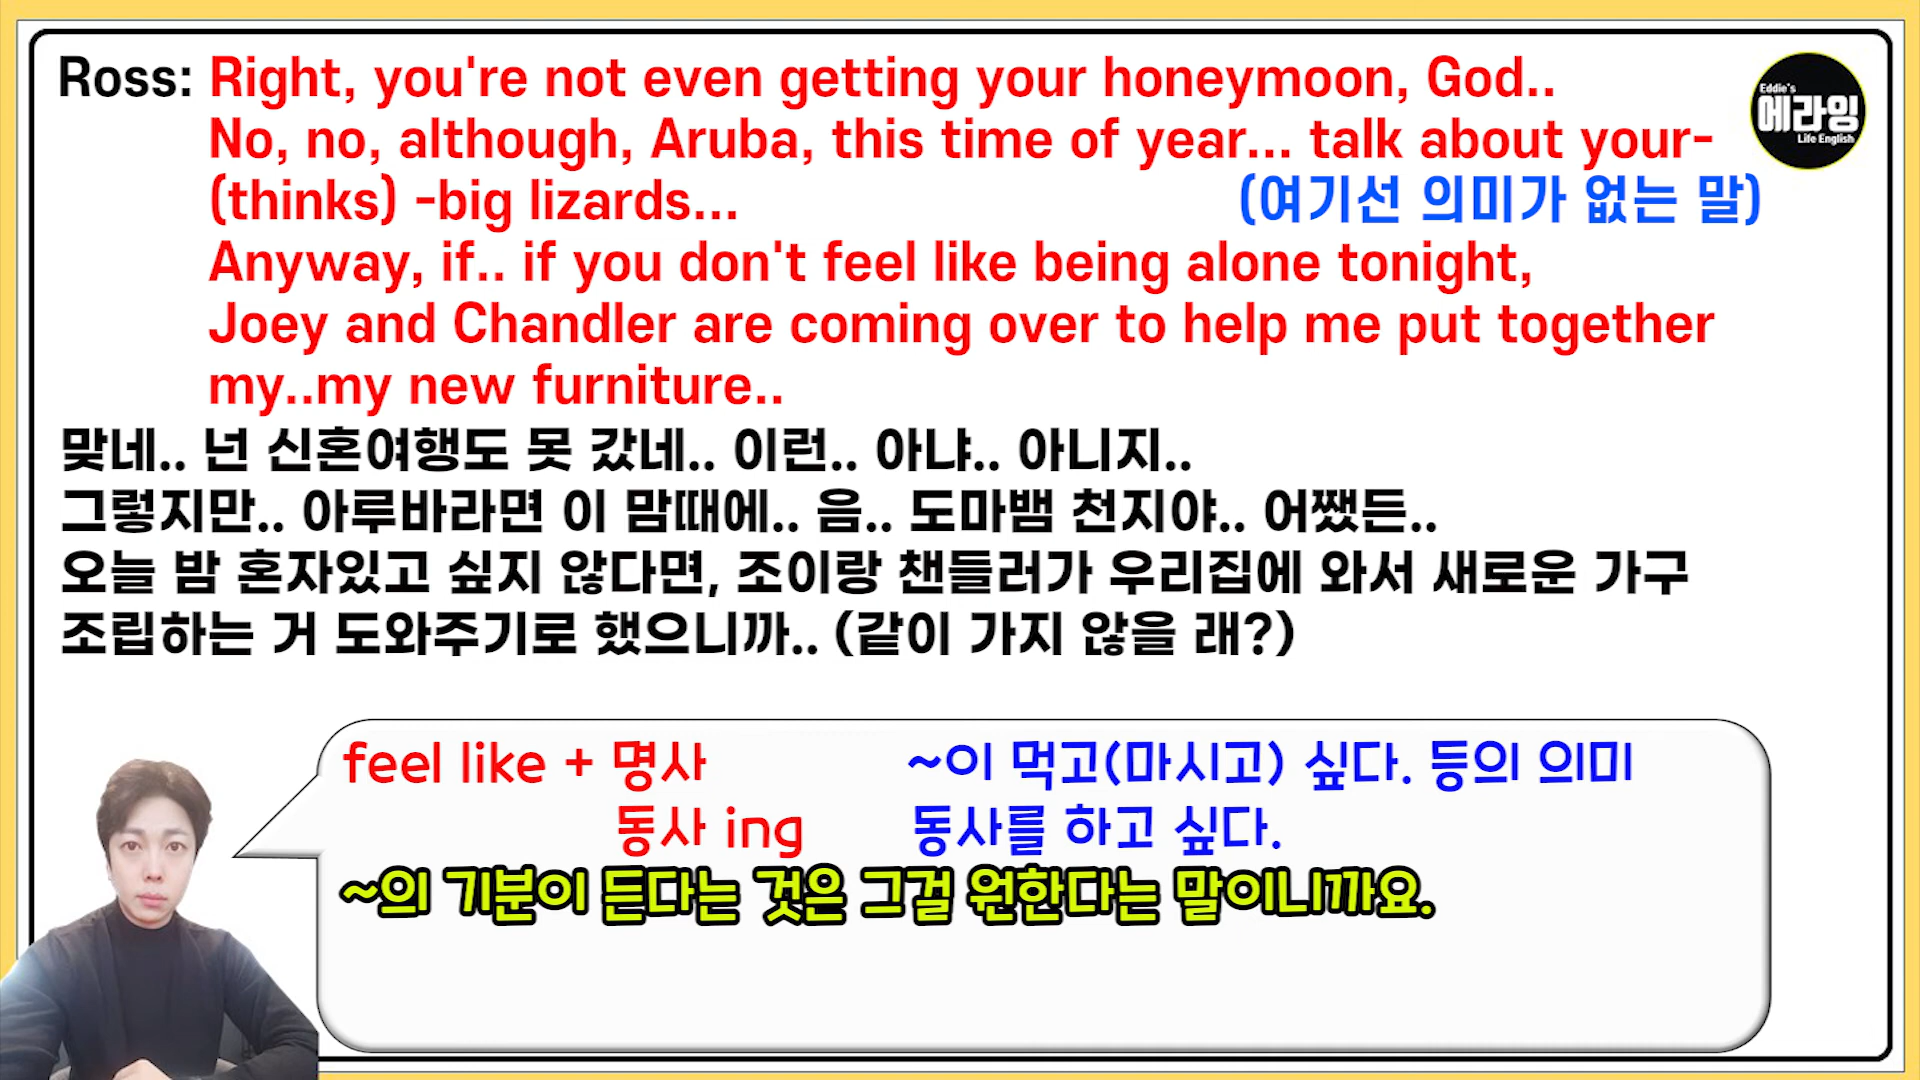 Ross: Right, you're not even getting your honeymoon, God..
No, no, although, Aruba, this time of year... talk about your-
(thinks) -big lizards... (여기선 의미가 없는 말)
Anyway, if.. if you don't feel like being alone tonight,
Joey and Chandler are coming over to help me put together
my..my new furniture..
맞네.. 넌 신혼여행도 못 갔네.. 이런.. 아냐.. 아니지..
그렇지만.. 아루바라면 이 맘때에.. 음.. 도마뱀 천지야.. 어쨌든..
오늘 밤 혼자있고 싶지 않다면, 조이랑 챈들러가 우리집에 와서 새로운 가구
조립하는 거 도와주기로 했으니까.. (같이 가지 않을 래?)
feel like + 명사 ~이 먹고(마시고) 싶다. 등의 의미
동사 ing 동사를 하고 싶다.
~의 기분이 든다는 것은 그걸 원한다는 말이니까요.
Eddie's
에라잉
Life English